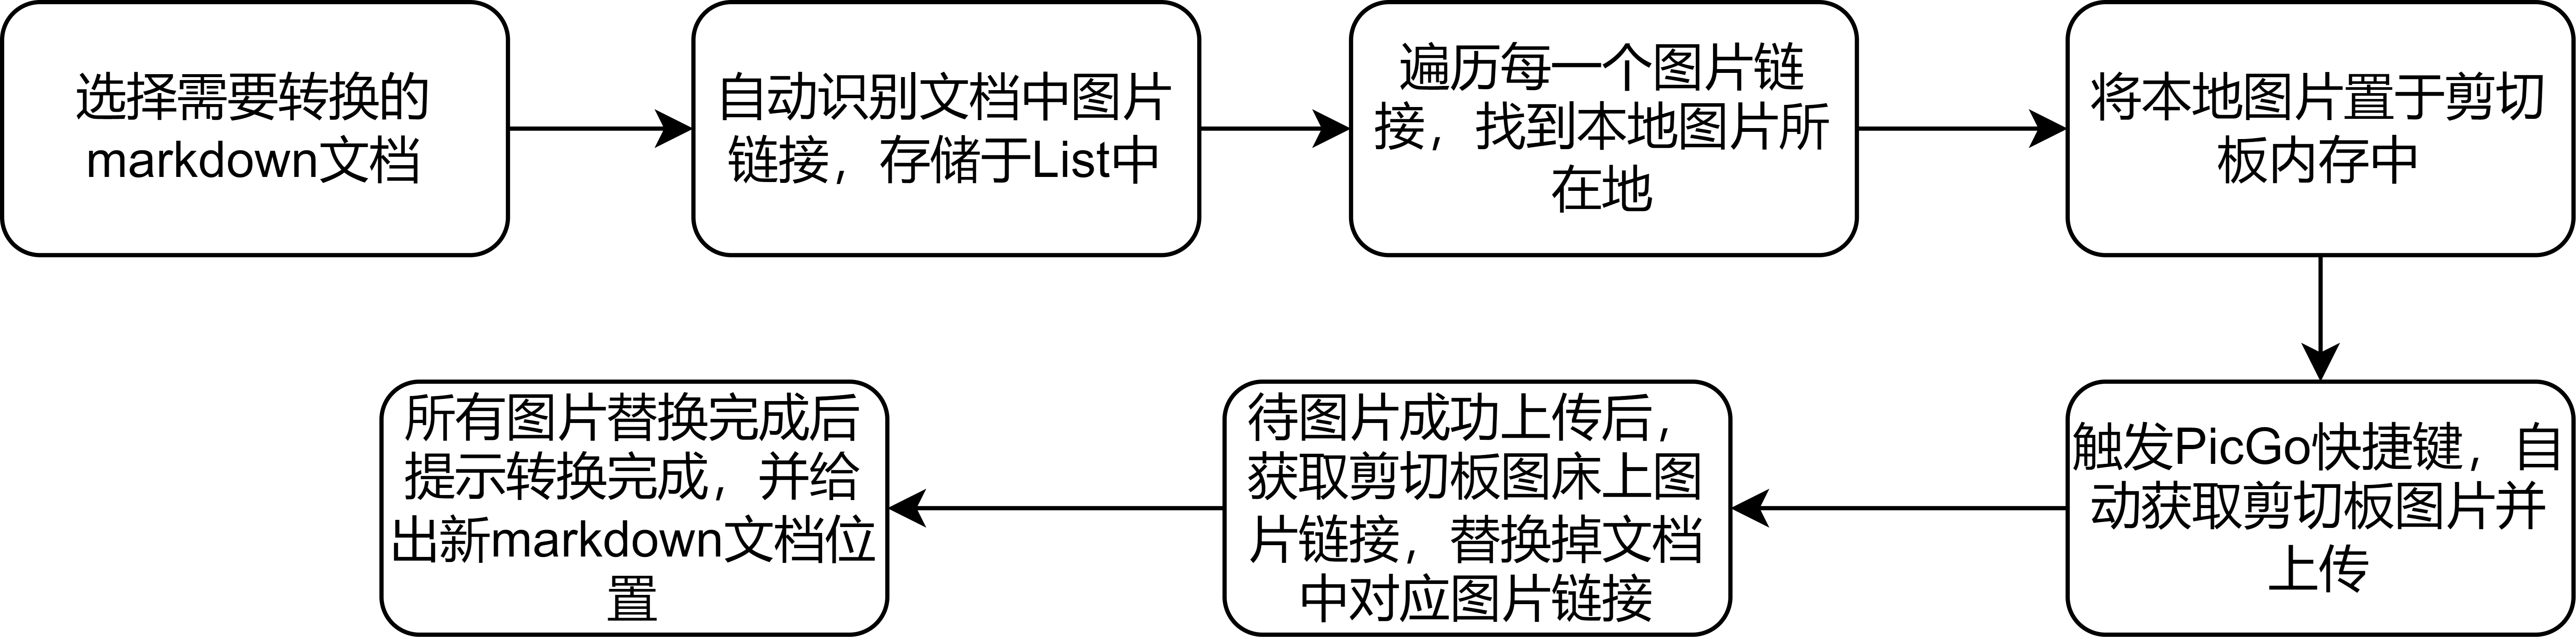 选择需要转换的
markdown文档
自动识别文档中图片
链接，存储于List中
遍历每一个图片链
接，找到本地图片所
在地
将本地图片置于剪切
板内存中
触发PicGo快捷键，自
动获取剪切板图片并
上传
待图片成功上传后，
获取剪切板图床上图
片链接，替换掉文档
中对应图片链接
所有图片替换完成后
提示转换完成，并给
出新markdown文档位
置